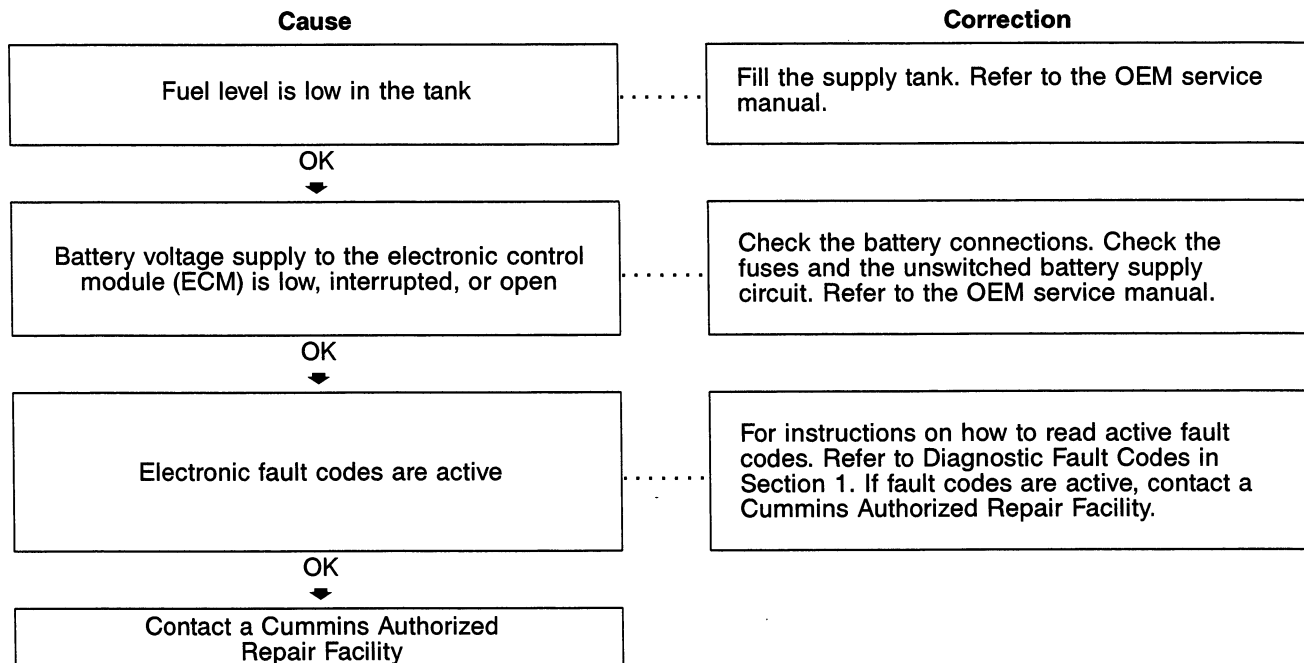 Cause
Correction
Fuel level is low in the tank
Fill the supply tank. Refer to the OEM service
manual.
OK
Battery voltage supply to the electronic control
module (ECM) is low, interrupted, or open
Check the battery connections. Check the
fuses and the unswitched battery supply
circuit. Refer to the OEM service manual.
OK
Electronic fault codes are active
For instructions on how to read active fault
codes. Refer to Diagnostic Fault Codes in
Section 1. If fault codes are active, contact a
Cummins Authorized Repair Facility.
OK
Contact a Cummins Authorized
Repair Facility